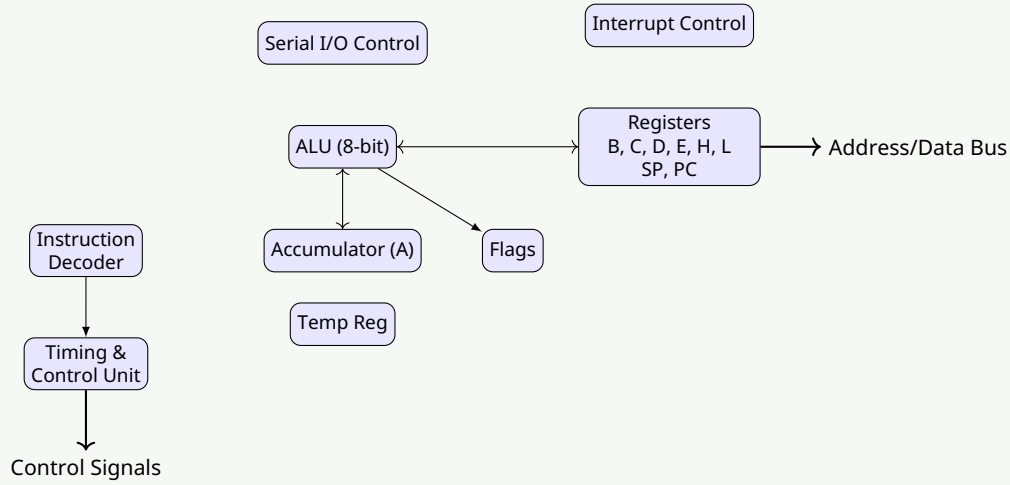 Interrupt Control
Serial I/O Control
Registers
B, C, D, E, H, L
SP, PC
ALU (8-bit)
Address/Data Bus
Instruction
Decoder
Accumulator (A)
Flags
Temp Reg
Timing &
Control Unit
Control Signals